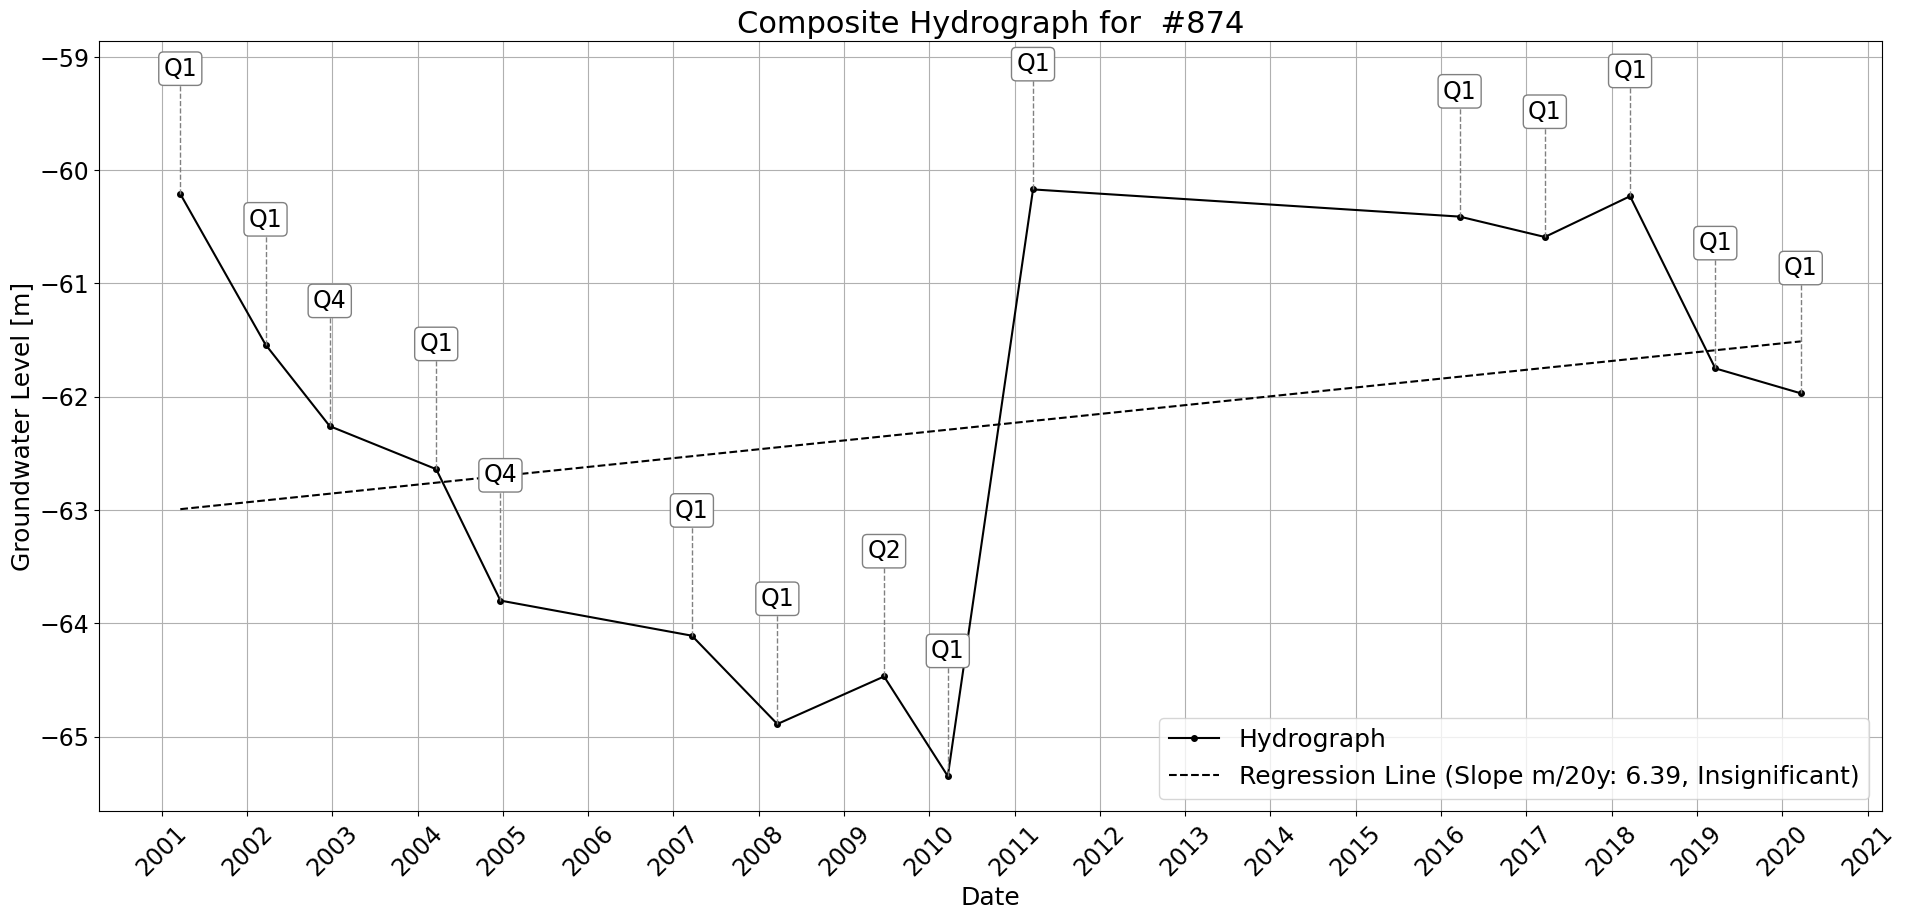 Composite Hydrograph for  #874
Q1
Q1
Q4
Q1
Q4
Q1
Q1
Q2
Q1
Q1
Q1
Q1
Q1
Q1
Q1
−59
−60
−61
−62
−63
−64
−65
Groundwater Level [m]
Hydrograph
Regression Line (Slope m/20y: 6.39, Insignificant)
2001
2002
2003
2004
2005
2006
2007
2008
2009
2010
2011
2012
2013
2014
2015
2016
2017
2018
2019
2020
2021
Date